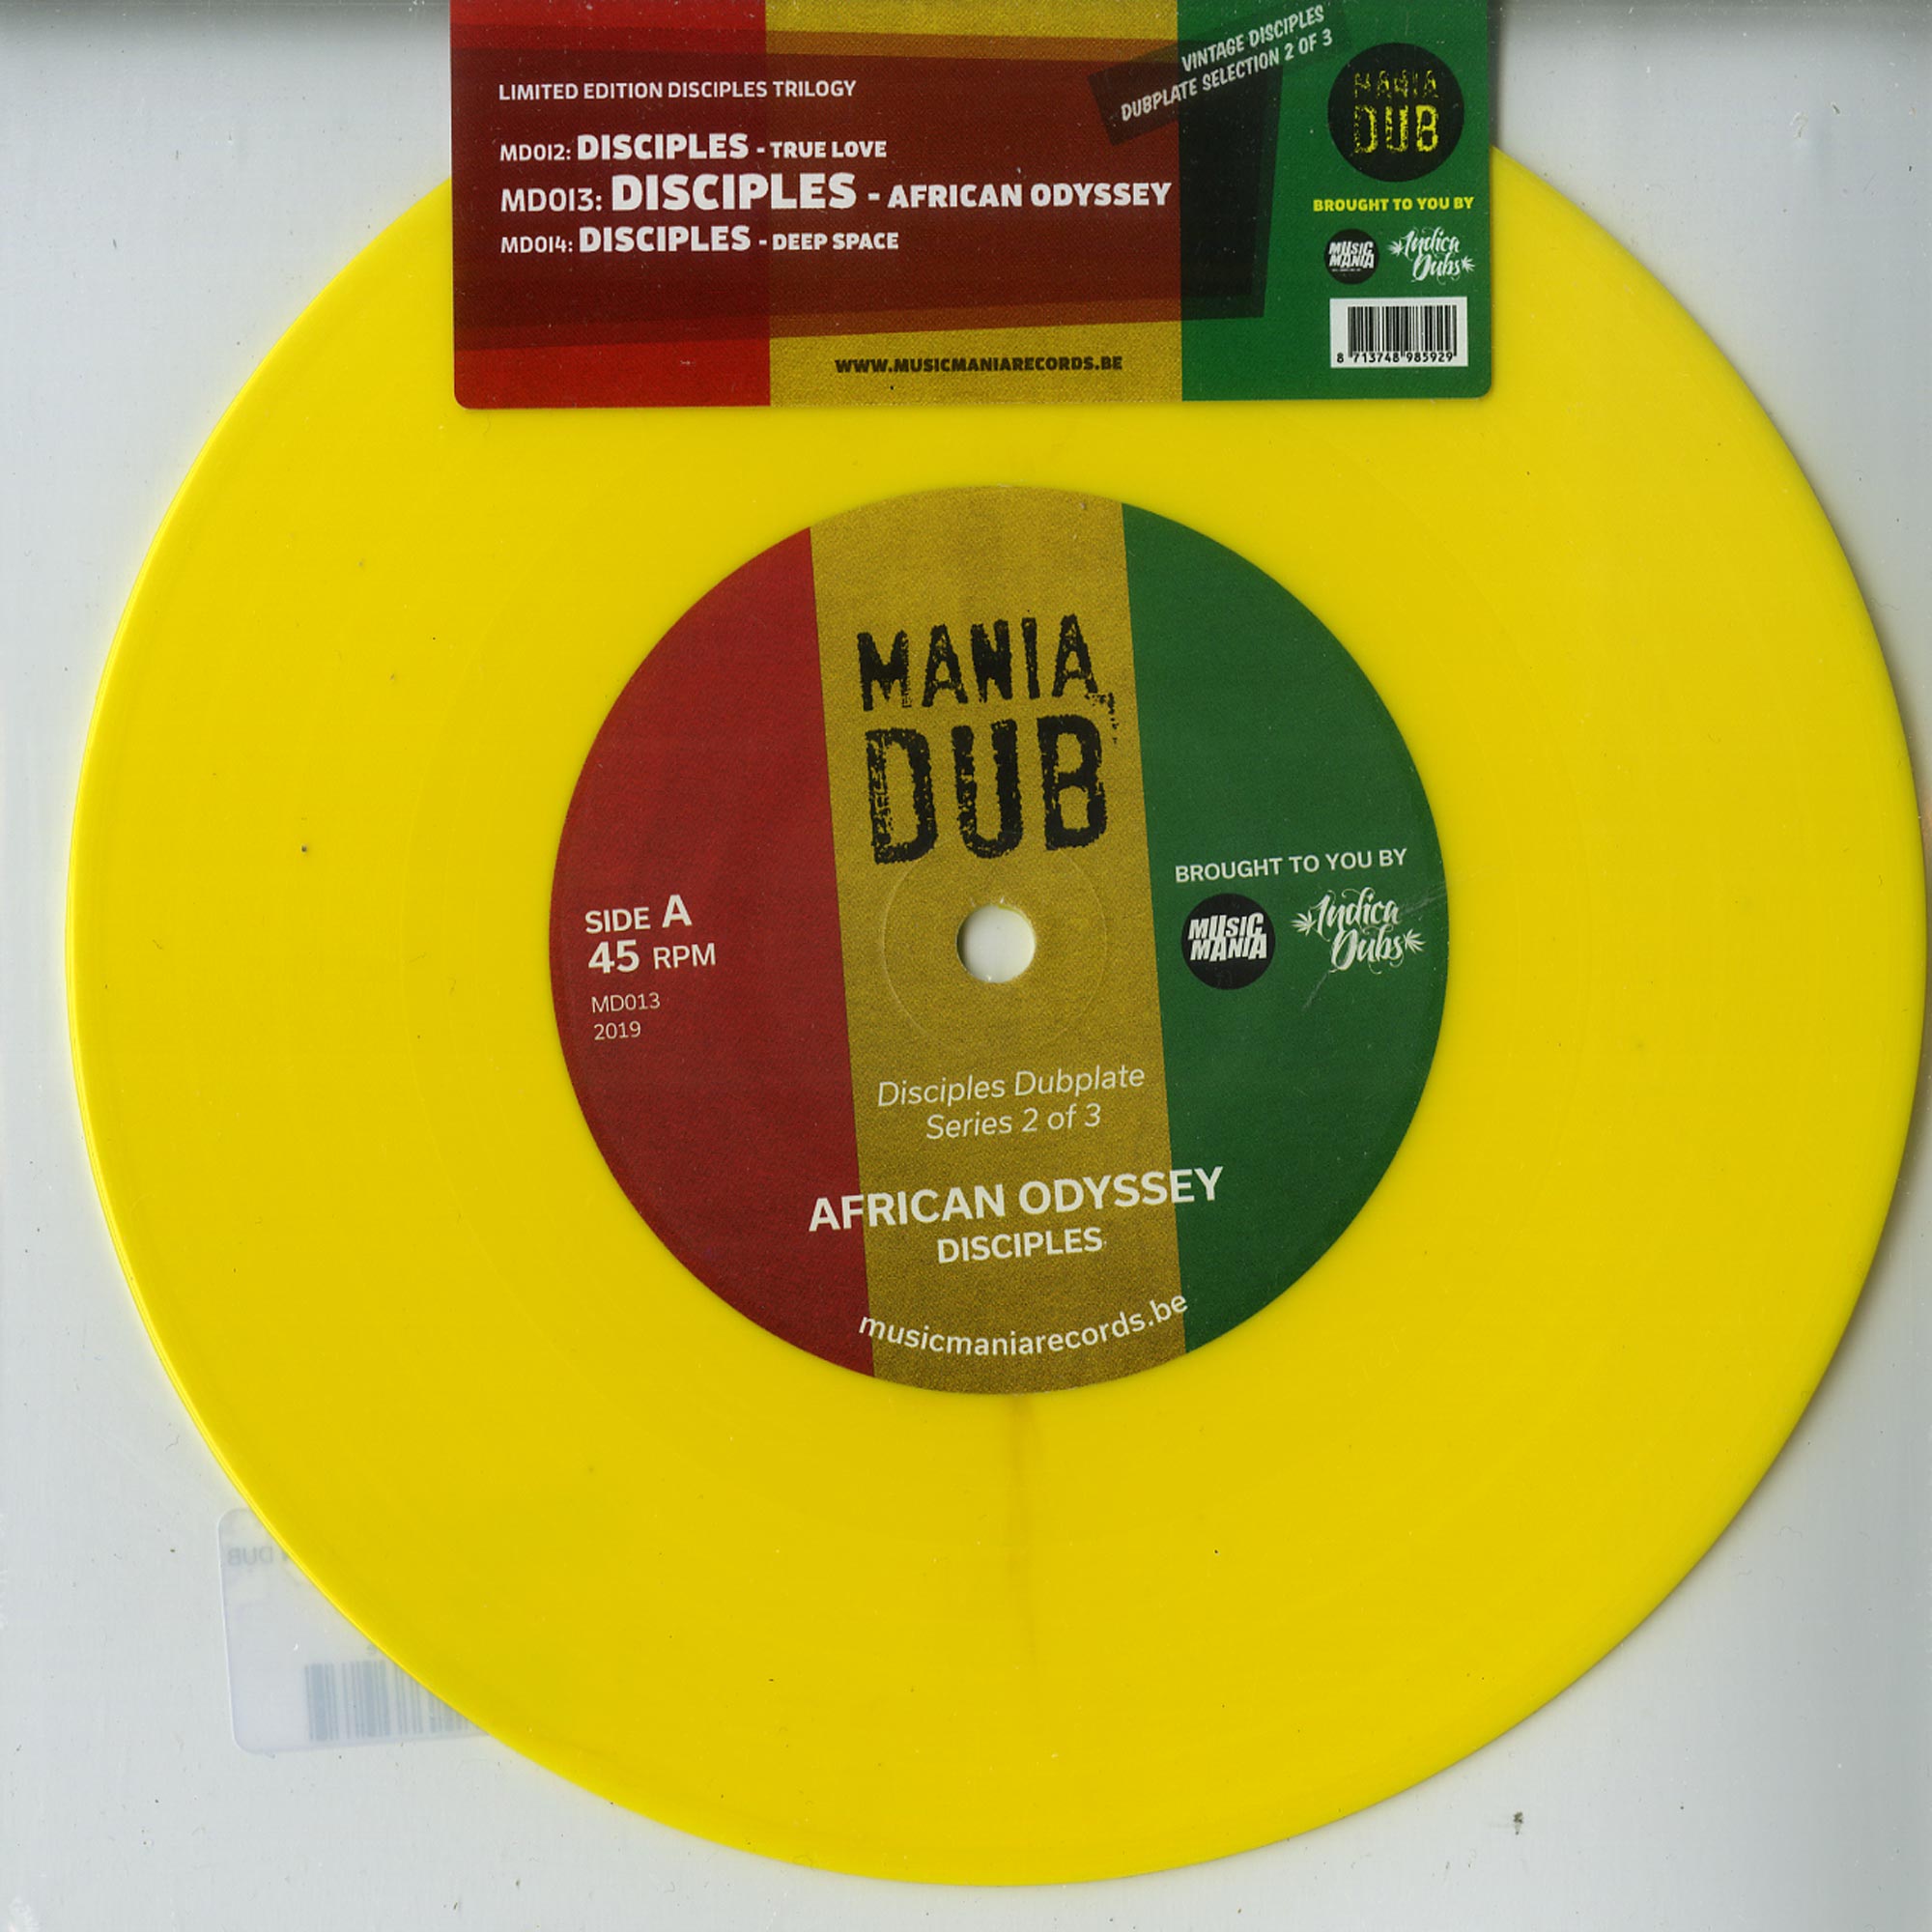 LIMITED EDITION DISCIPLES TRILOGY
VINTAGE DISCIPLES
DUBPLATE SELECTION 2 OF 3
MD012: DISCIPLES - TRUE LOVE
MD013: DISCIPLES - AFRICAN ODYSSEY
MD014: DISCIPLES - DEEP SPACE
WWW.MUSICMANIARECORDS.BE
MANIA
DUB
BROUGHT TO YOU BY
MUSIC
MANIA
Indica
Dubs
8 713748 985929
MANIA
DUB
SIDE A
45 RPM
MD013
2019
BROUGHT TO YOU BY
MUSIC
MANIA
Indica
Dubs
Disciples Dubplate
Series 2 of 3
AFRICAN ODYSSEY
DISCIPLES
musicmaniarecords.be
DUB